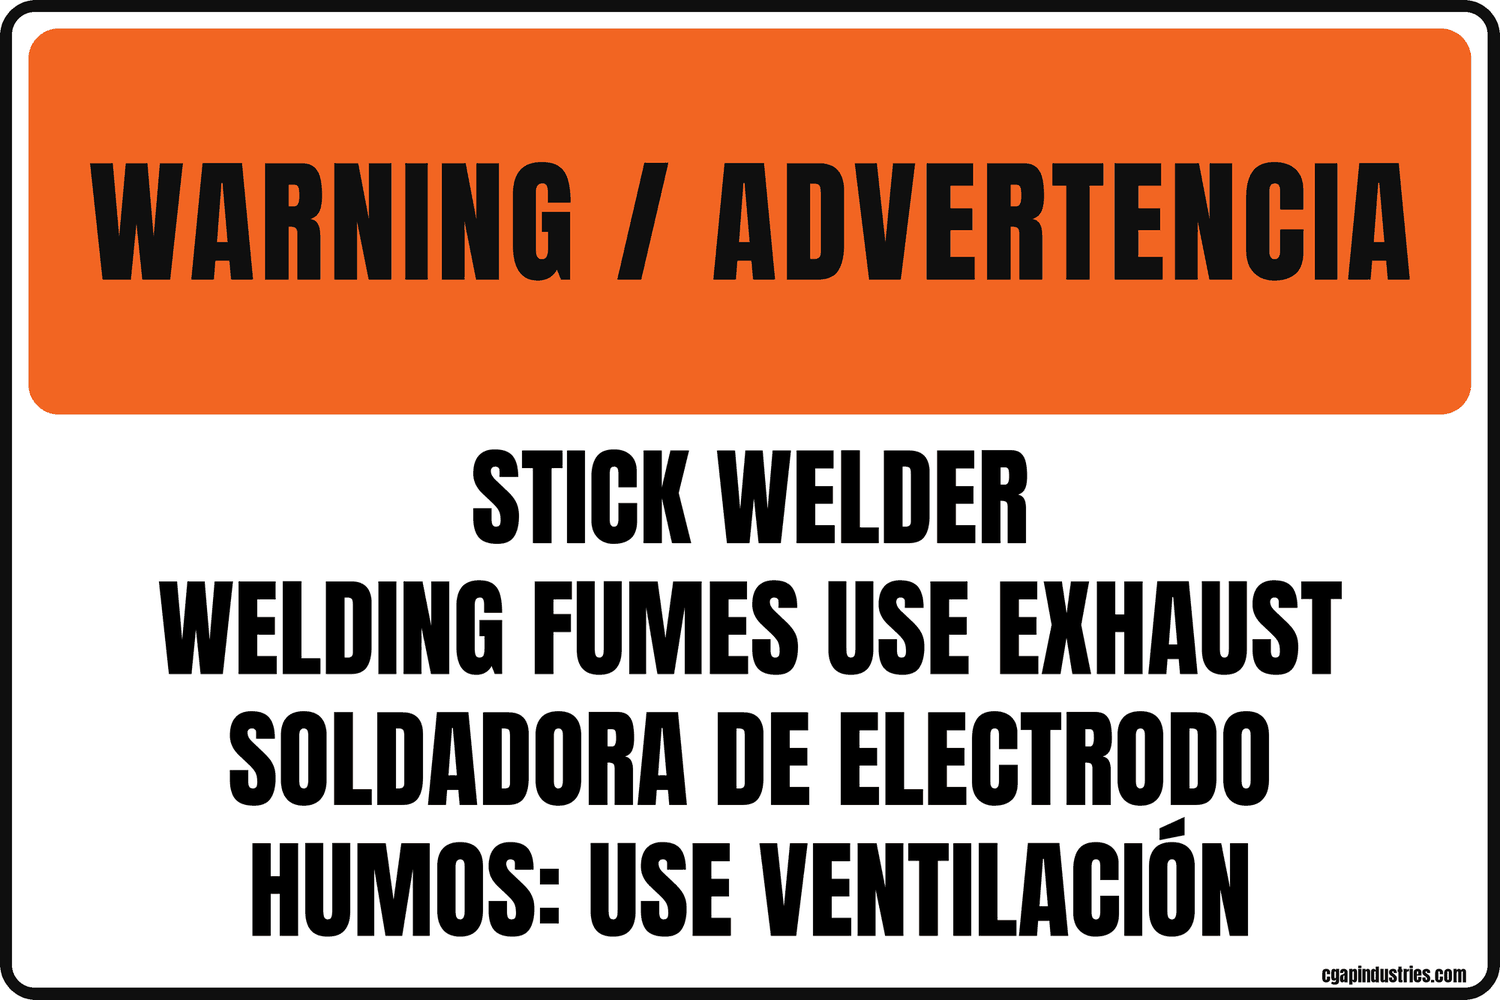 WARNING / ADVERTENCIA
STICK WELDER
WELDING FUMES USE EXHAUST
SOLDADORA DE ELECTRODO
HUMOS: USE VENTILACIÓN
cgapindustries.com